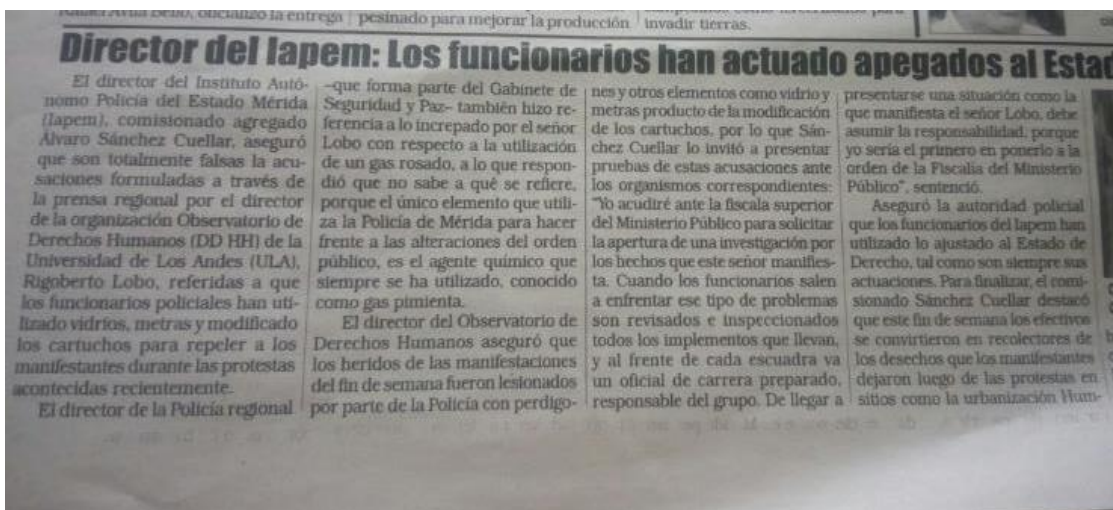 oficializó la entrega
pesinado para mejorar la producción
invadir tierras.
Director del Iapem: Los funcionarios han actuado apegados al Estad
El director del Instituto Autó-
nomo Policía del Estado Mérida
(Iapem), comisionado agregado
Álvaro Sánchez Cuellar, aseguró
que son totalmente falsas la acu-
saciones formuladas a través de
la prensa regional por el director
de la organización Observatorio de
Derechos Humanos (DD HH) de la
Universidad de Los Andes (ULA),
Rigoberto Lobo, referidas a que
los funcionarios policiales han uti-
lizado vidrios, metras y modificado
los cartuchos para repeler a los
manifestantes durante las protestas
acontecidas recientemente.
El director de la Policía regional
-que forma parte del Gabinete de
Seguridad y Paz- también hizo re-
ferencia a lo increpado por el señor
Lobo con respecto a la utilización
de un gas rosado, a lo que respon-
dió que no sabe a qué se refiere,
porque el único elemento que utili-
za la Policía de Mérida para hacer
frente a las alteraciones del orden
público, es el agente químico que
siempre se ha utilizado, conocido
como gas pimienta.
El director del Observatorio de
Derechos Humanos aseguró que
los heridos de las manifestaciones
del fin de semana fueron lesionados
por parte de la Policía con perdigo-
nes y otros elementos como vidrio y
metras producto de la modificación
de los cartuchos, por lo que Sán-
chez Cuellar lo invitó a presentar
pruebas de estas acusaciones ante
los organismos correspondientes:
"Yo acudiré ante la fiscala superior
del Ministerio Público para solicitar
la apertura de una investigación por
los hechos que este señor manifies-
ta. Cuando los funcionarios salen
a enfrentar ese tipo de problemas
son revisados e inspeccionados
todos los implementos que llevan,
y al frente de cada escuadra va
un oficial de carrera preparado,
responsable del grupo. De llegar a
presentarse una situación como la
que manifiesta el señor Lobo, debe
asumir la responsabilidad, porque
yo sería el primero en ponerlo a la
orden de la Fiscalía del Ministerio
Público", sentenció.
Aseguró la autoridad policial
que los funcionarios del Iapem han
utilizado lo ajustado al Estado de
Derecho, tal como son siempre sus
actuaciones. Para finalizar, el comi-
sionado Sánchez Cuellar destacó
que este fin de semana los efectivos
se convirtieron en recolectores de
los desechos que los manifestantes
dejaron luego de las protestas en
sitios como la urbanización Hum-